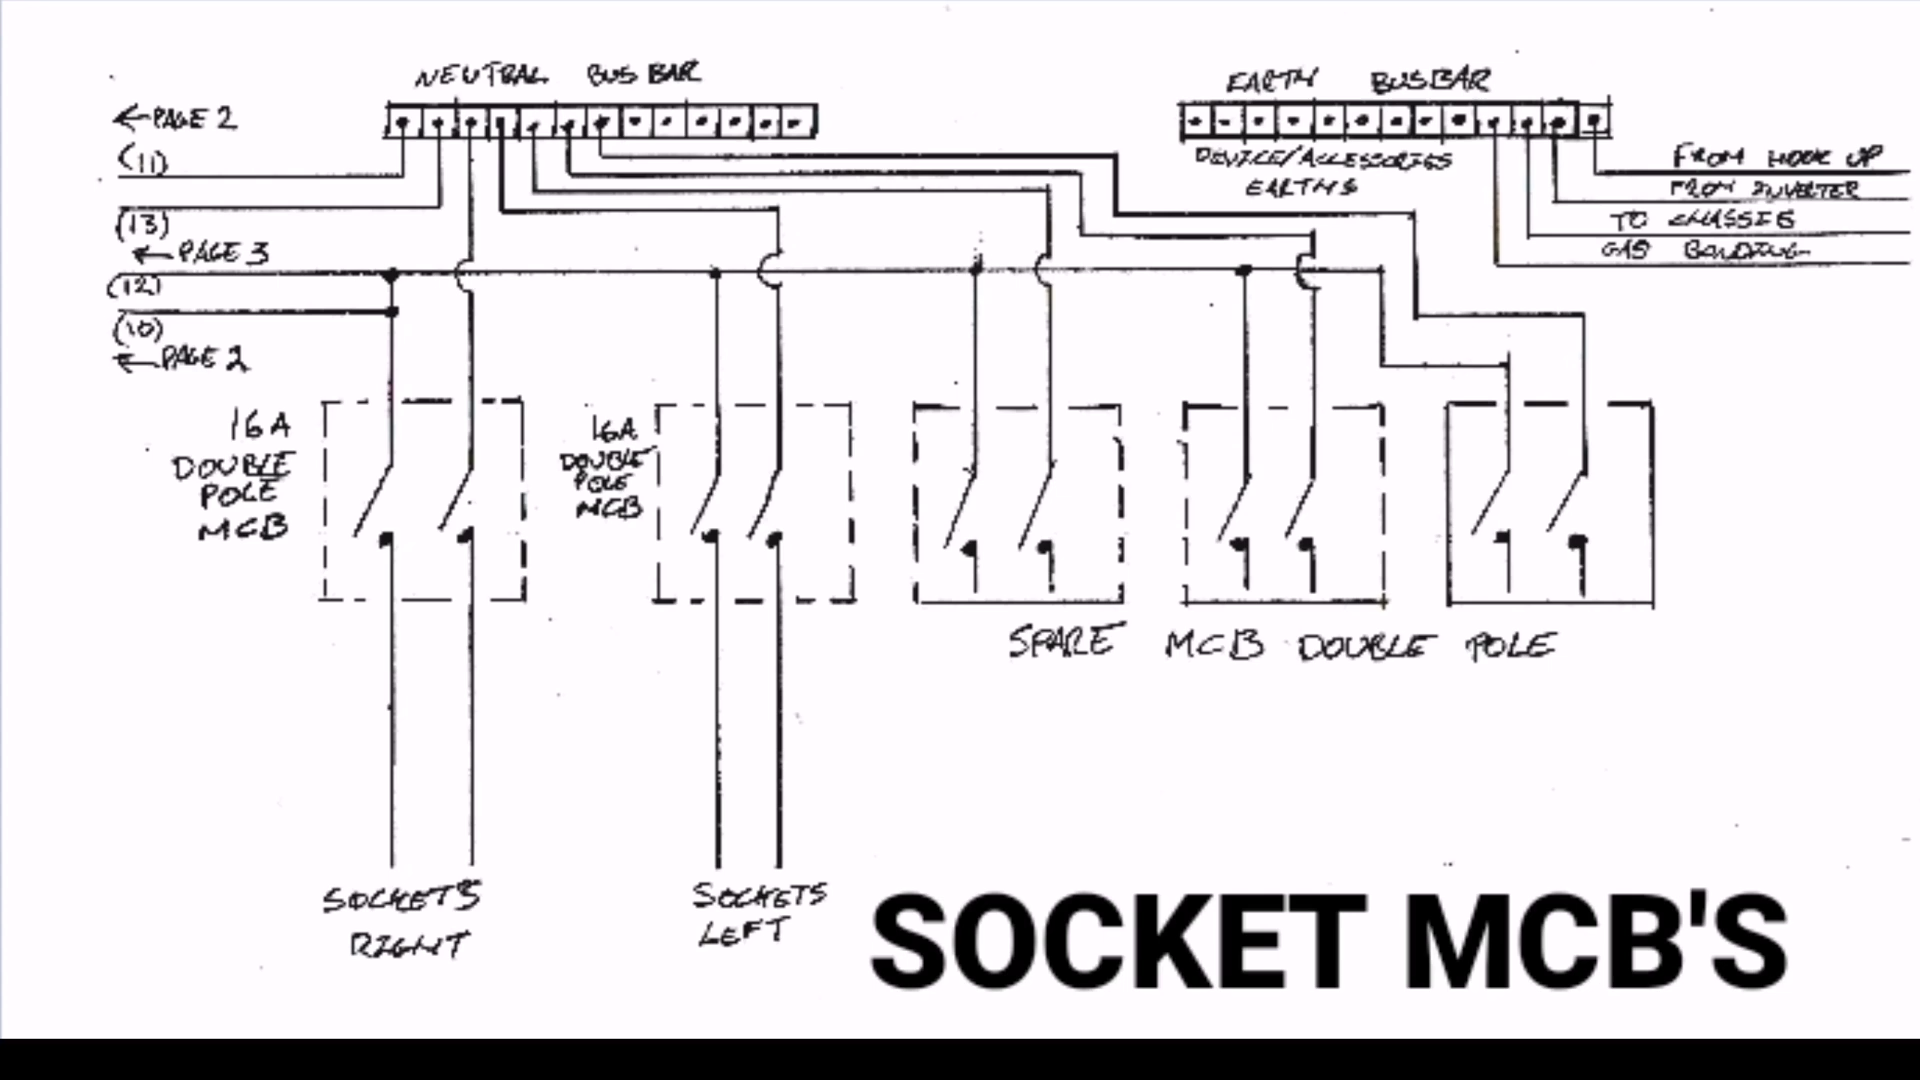 NEUTRAL BUS BAR
EARTH BUSBAR
←PAGE 2
(11)
DEVICE/ACCESSORIES
EARTHS
FROM HOOK UP
FROM INVERTER
TO CHASSIS
GAS BONDING
(13)
←PAGE 3
(12)
(10)
←PAGE 2
16A
DOUBLE
POLE
MCB
16A
DOUBLE
POLE
MCB
SPARE MCB DOUBLE POLE
SOCKETS
RIGHT
SOCKETS
LEFT
SOCKET MCB'S